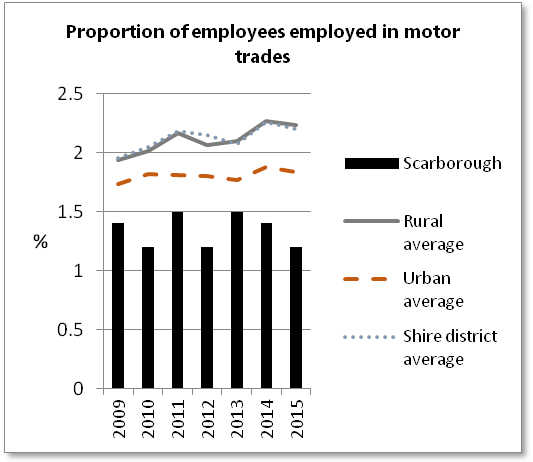 Proportion of employees employed in motor
trades
2.5
2
1.5
1
0.5
0
%
2009
2010
2011
2012
2013
2014
2015
Scarborough
Rural
average
Urban
average
Shire district
average